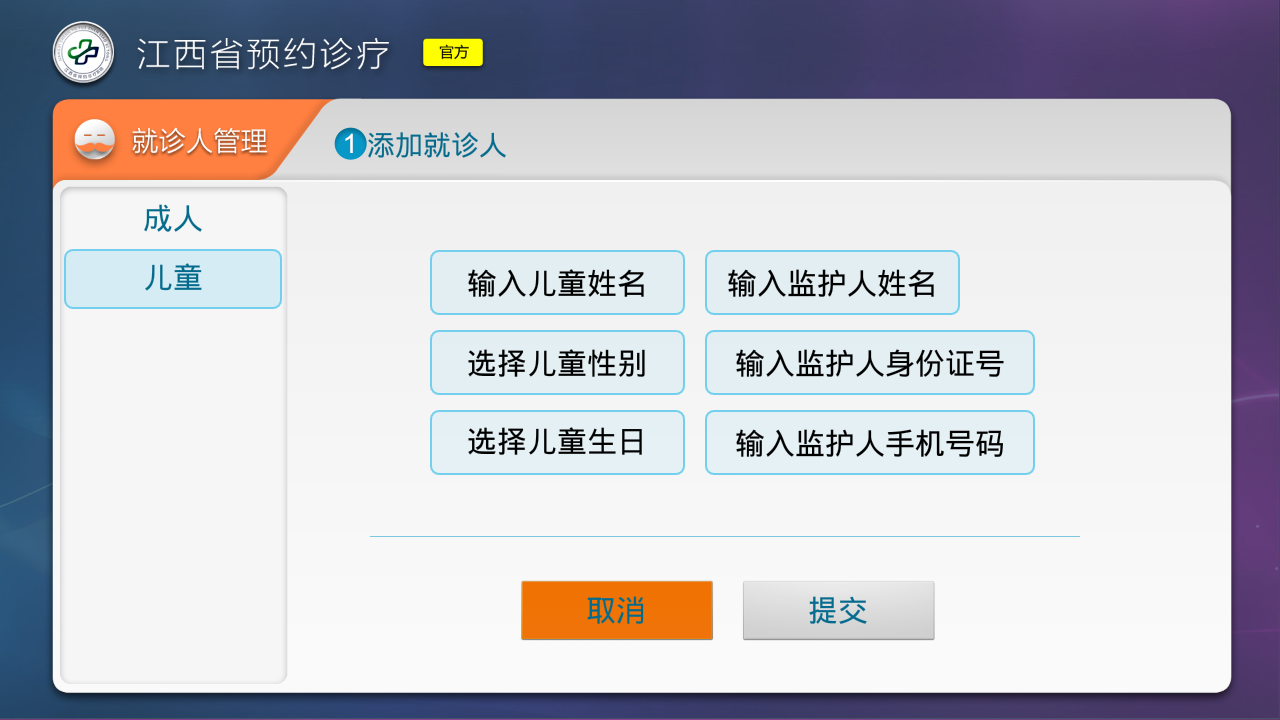 江西省预约诊疗
官方
就诊人管理
1添加就诊人
成人
儿童
输入儿童姓名
输入监护人姓名
选择儿童性别
输入监护人身份证号
选择儿童生日
输入监护人手机号码
取消
提交